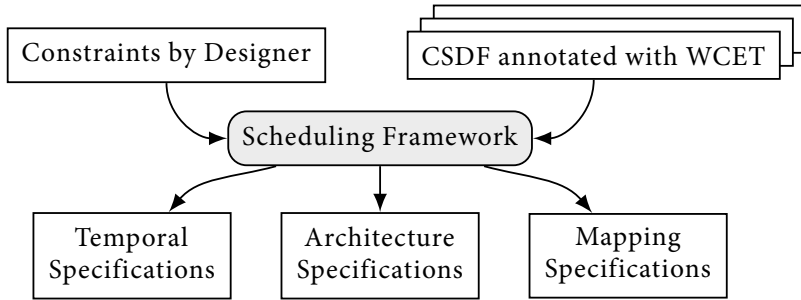 Constraints by Designer
CSDF annotated with WCET
Scheduling Framework
Temporal
Specifications
Architecture
Specifications
Mapping
Specifications